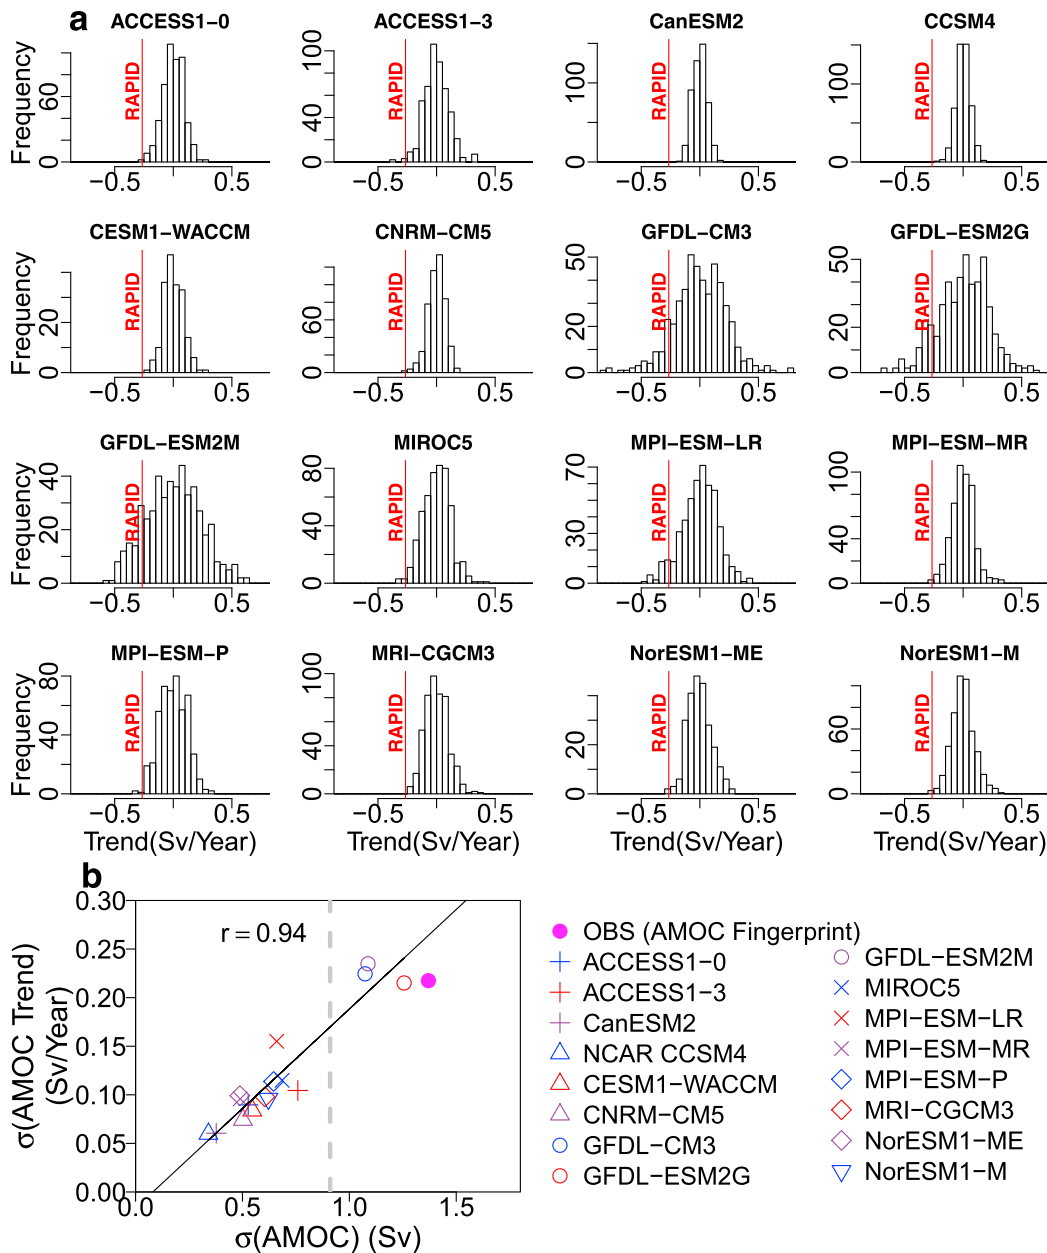 a
ACCESS1−0
ACCESS1−3
CanESM2
CCSM4
Frequency
0
60
RAPID
−0.5
0.5
0
40
100
RAPID
−0.5
0.5
0
100
RAPID
−0.5
0.5
0
100
RAPID
−0.5
0.5
CESM1−WACCM
CNRM−CM5
GFDL−CM3
GFDL−ESM2G
Frequency
0
20
RAPID
−0.5
0.5
0
60
RAPID
−0.5
0.5
0
20
50
RAPID
−0.5
0.5
0
20
50
RAPID
−0.5
0.5
GFDL−ESM2M
MIROC5
MPI−ESM−LR
MPI−ESM−MR
Frequency
0
20
40
RAPID
−0.5
0.5
0
40
80
RAPID
−0.5
0.5
0
30
70
RAPID
−0.5
0.5
0
40
100
RAPID
−0.5
0.5
MPI−ESM−P
MRI−CGCM3
NorESM1−ME
NorESM1−M
Frequency
0
40
80
RAPID
−0.5
0.5
Trend(Sv/Year)
0
40
100
RAPID
−0.5
0.5
Trend(Sv/Year)
0
20
RAPID
−0.5
0.5
Trend(Sv/Year)
0
60
RAPID
−0.5
0.5
Trend(Sv/Year)
b
σ(AMOC Trend)
(Sv/Year)
0.30
0.25
0.20
0.15
0.10
0.05
0.00
r = 0.94
0.0
0.5
1.0
1.5
σ(AMOC) (Sv)
OBS (AMOC Fingerprint)
ACCESS1−0
ACCESS1−3
CanESM2
NCAR CCSM4
CESM1−WACCM
CNRM−CM5
GFDL−CM3
GFDL−ESM2G
GFDL−ESM2M
MIROC5
MPI−ESM−LR
MPI−ESM−MR
MPI−ESM−P
MRI−CGCM3
NorESM1−ME
NorESM1−M